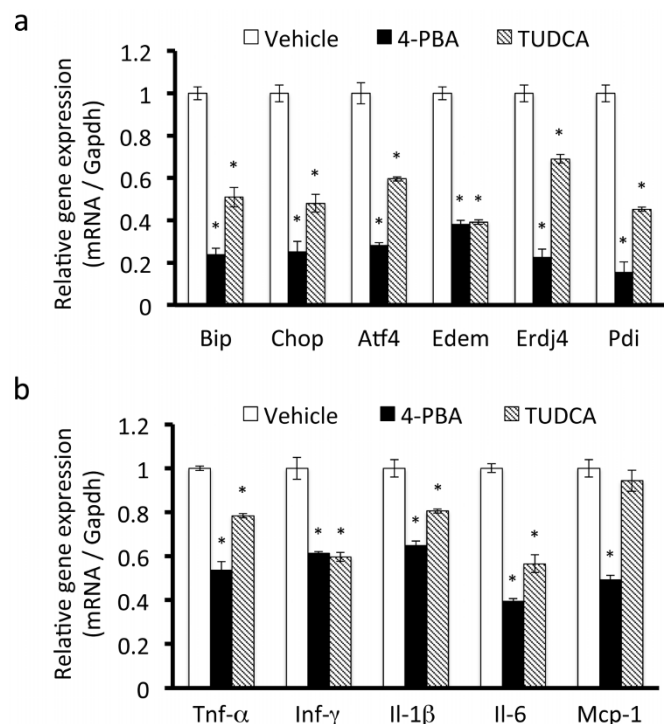 a
Vehicle 4-PBA TUDCA
Relative gene expression
(mRNA / Gapdh)
1.2
1
0.8
0.6
0.4
0.2
0
* * * * * * * * * * * *
Bip Chop Atf4 Edem Erdj4 Pdi
b
Vehicle 4-PBA TUDCA
Relative gene expression
(mRNA / Gapdh)
1.2
1
0.8
0.6
0.4
0.2
0
* * * * * * * * *
Tnf-α Inf-γ Il-1β Il-6 Mcp-1